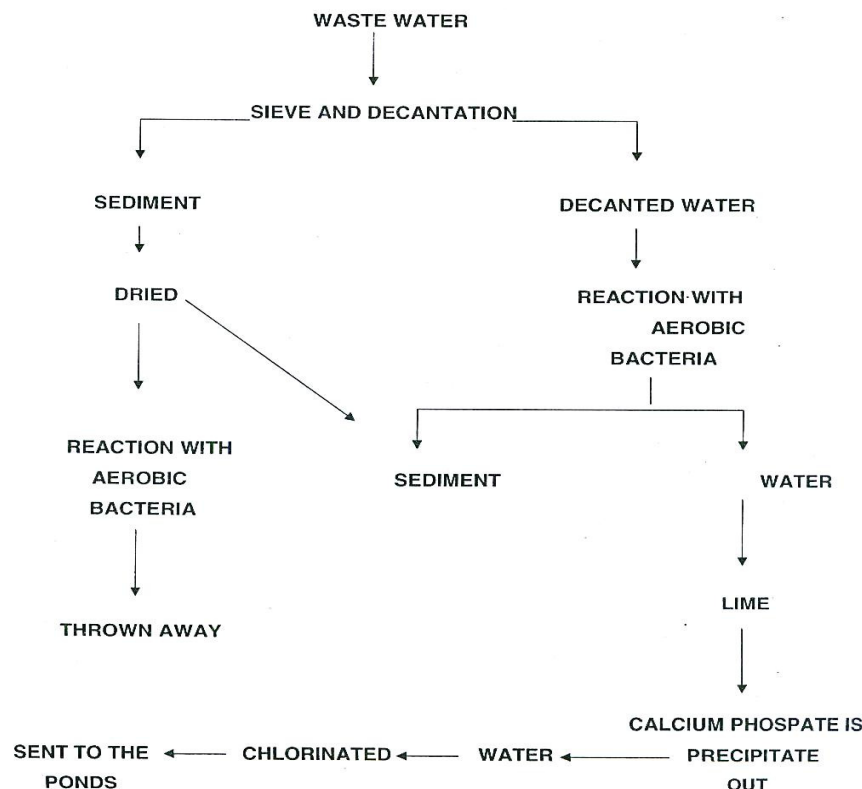 WASTE WATER
SIEVE AND DECANTATION
SEDIMENT
DECANTED WATER
DRIED
REACTION WITH
AEROBIC
BACTERIA
REACTION WITH
AEROBIC
BACTERIA
SEDIMENT
WATER
LIME
THROWN AWAY
CALCIUM PHOSPATE IS
PRECIPITATE
OUT
WATER
CHLORINATED
SENT TO THE
PONDS